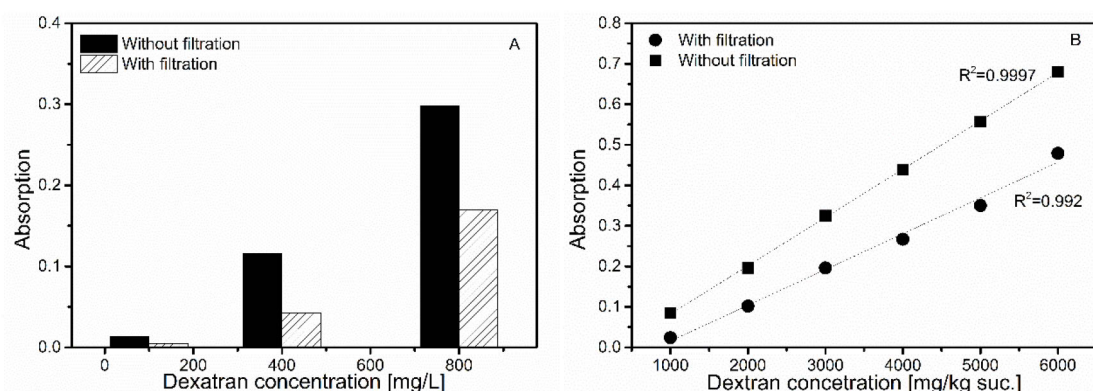 0.4
0.3
0.2
0.1
0.0
Absorption
Without filtration
With filtration
A
0 200 400 600 800
Dexatran concentration [mg/L]
0.8
0.7
0.6
0.5
0.4
0.3
0.2
0.1
0.0
Absorption
With filtration
Without filtration
B
R²=0.9997
R²=0.992
1000 2000 3000 4000 5000 6000
Dextran concetration [mg/kg suc.]